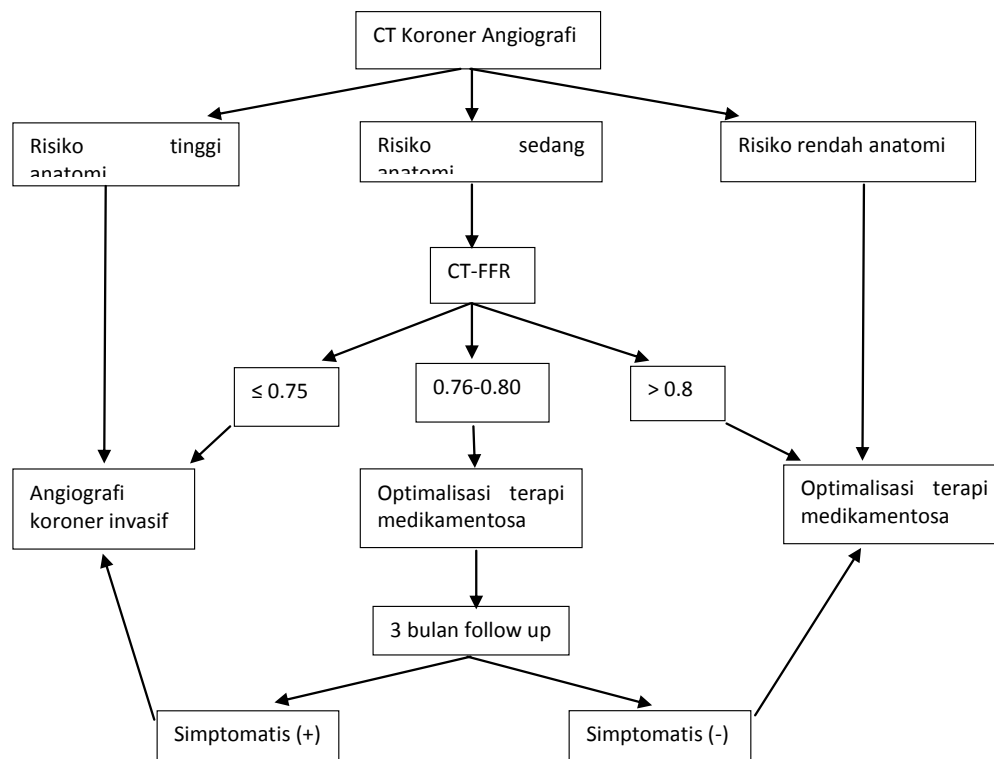 CT Koroner Angiografi
Risiko tinggi
anatomi
Risiko sedang
anatomi
Risiko rendah anatomi
CT-FFR
≤ 0.75
0.76-0.80
> 0.8
Angiografi
koroner invasif
Optimalisasi terapi
medikamentosa
Optimalisasi terapi
medikamentosa
3 bulan follow up
Simptomatis (+)
Simptomatis (-)